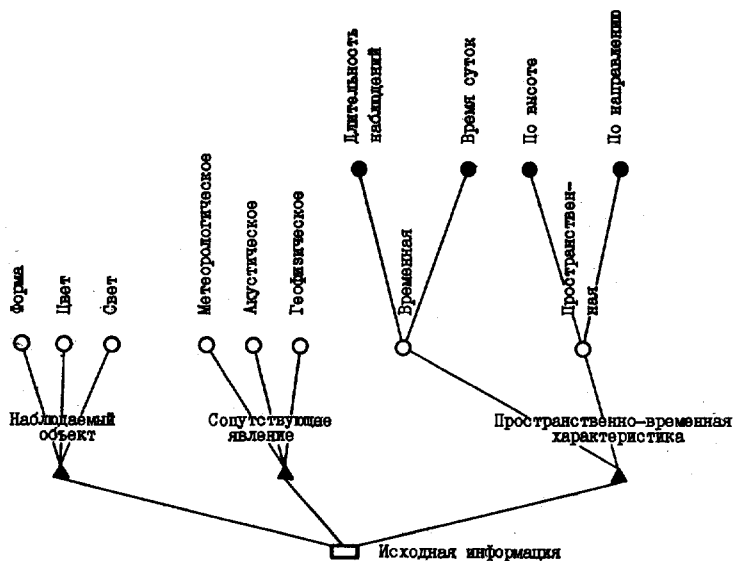 Длительность
наблюдений
Время суток
По высоте
По направлению
Форма
Цвет
Свет
Метеорологическое
Акустическое
Геофизическое
Временная
Пространствен-
ная
Наблюдаемый
объект
Сопутствующее
явление
Пространственно-временная
характеристика
Исходная информация